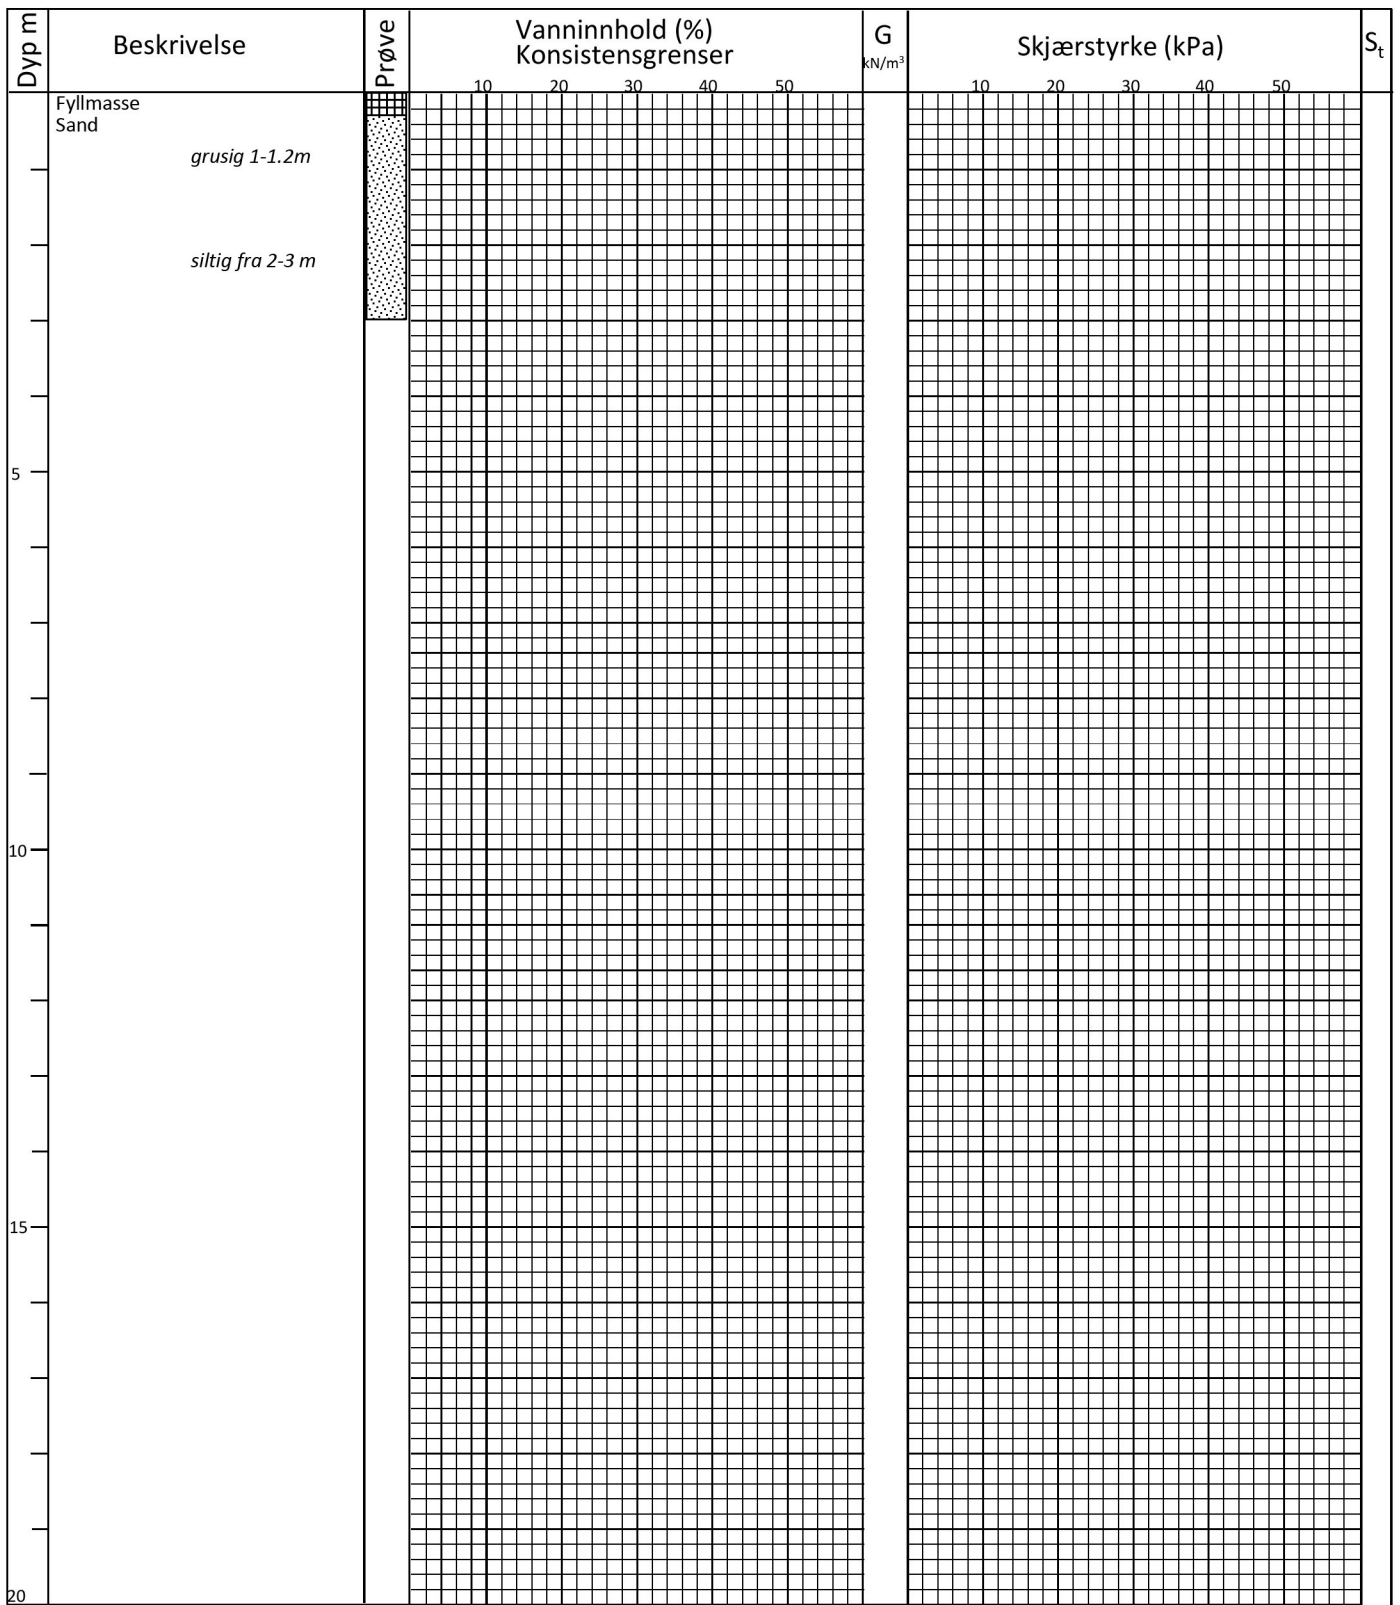 Dyp m
Beskrivelse
Prøve
Vanninnhold (%)
Konsistensgrenser
G
kN/m³
Skjærstyrke (kPa)
Sₜ
10 20 30 40 50
10 20 30 40 50
Fyllmasse
Sand
grusig 1-1.2m
siltig fra 2-3 m
5
10
15
20